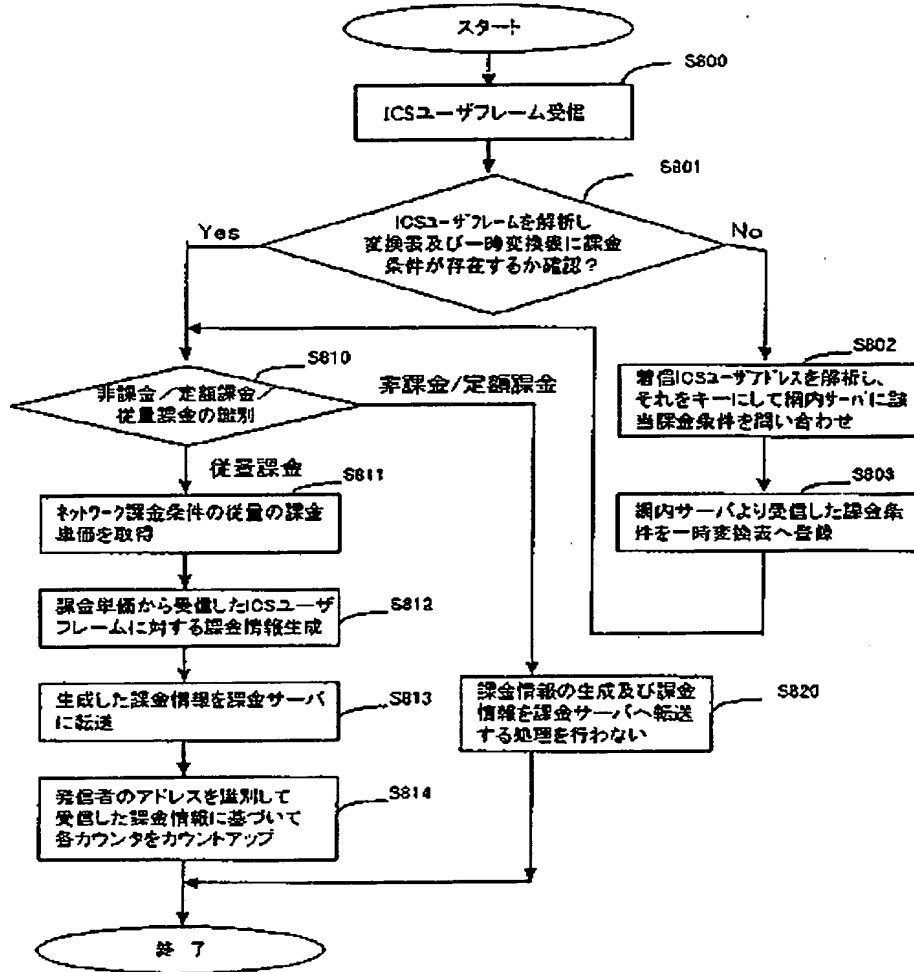 スタート
S800
ICSユーザフレーム受信
S801
ICSユーザフレームを解析し
変換表及び一時変換表に課金
条件が存在するか確認？
Yes
No
S802
着信ICSユーザアドレスを解析し、
それをキーにして網内サーバに該
当課金条件を問い合わせ
S803
網内サーバより受信した課金条
件を一時変換表へ登録
S810
非課金／定額課金／
従量課金の識別
非課金/定額課金
従量課金
S811
ネットワーク課金条件の従量の課金
単価を取得
S812
課金単価から受信したICSユーザ
フレームに対する課金情報生成
S813
生成した課金情報を課金サーバ
に転送
S814
発信者のアドレスを識別して
受信した課金情報に基づいて
各カウンタをカウントアップ
S820
課金情報の生成及び課金
情報を課金サーバへ転送
する処理を行わない
終 了